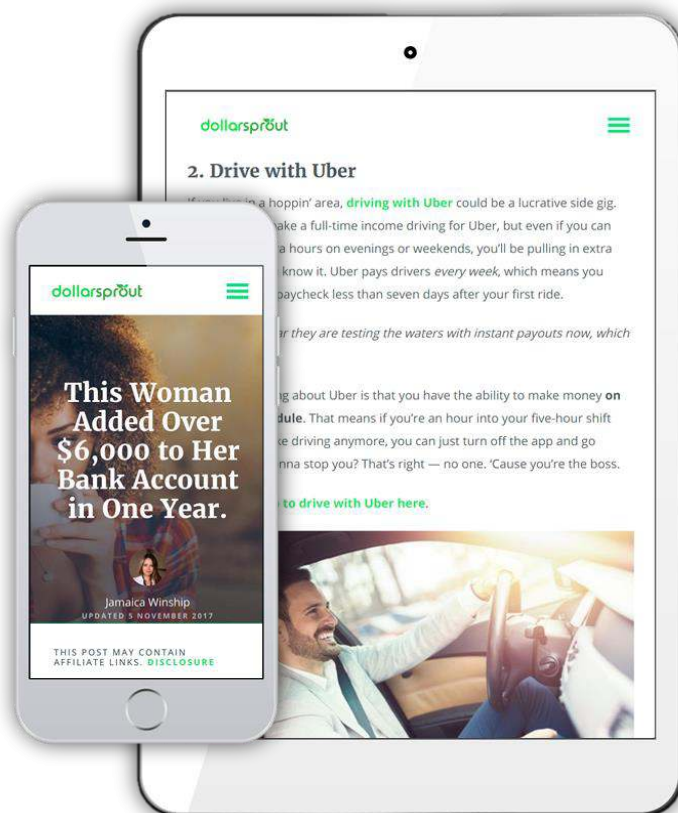 dollarsprout
2. Drive with Uber
in a hoppin' area, driving with Uber could be a lucrative side gig.
ake a full-time income driving for Uber, but even if you can
a hours on evenings or weekends, you'll be pulling in extra
know it. Uber pays drivers every week, which means you
paycheck less than seven days after your first ride.
ar they are testing the waters with instant payouts now, which
ng about Uber is that you have the ability to make money on
dule. That means if you're an hour into your five-hour shift
ke driving anymore, you can just turn off the app and go
nna stop you? That's right — no one. 'Cause you're the boss.
to drive with Uber here.
dollarsprout
This Woman
Added Over
$6,000 to Her
Bank Account
in One Year.
Jamaica Winship
UPDATED 5 NOVEMBER 2017
THIS POST MAY CONTAIN
AFFILIATE LINKS. DISCLOSURE